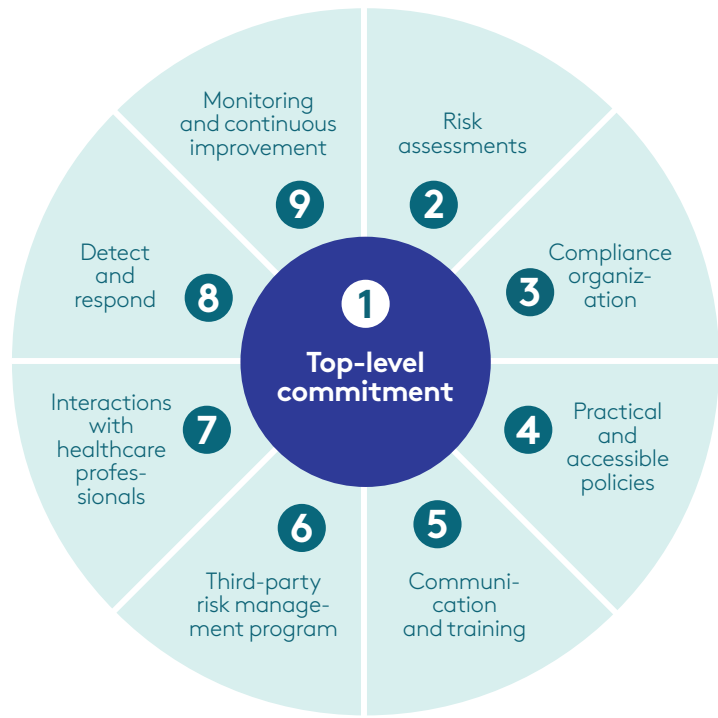 1
Top-level
commitment
2
Risk
assessments
3
Compliance
organiz-
ation
4
Practical
and
accessible
policies
5
Communi-
cation
and training
6
Third-party
risk manage-
ment program
7
Interactions
with
healthcare
profes-
sionals
8
Detect
and
respond
9
Monitoring
and continuous
improvement